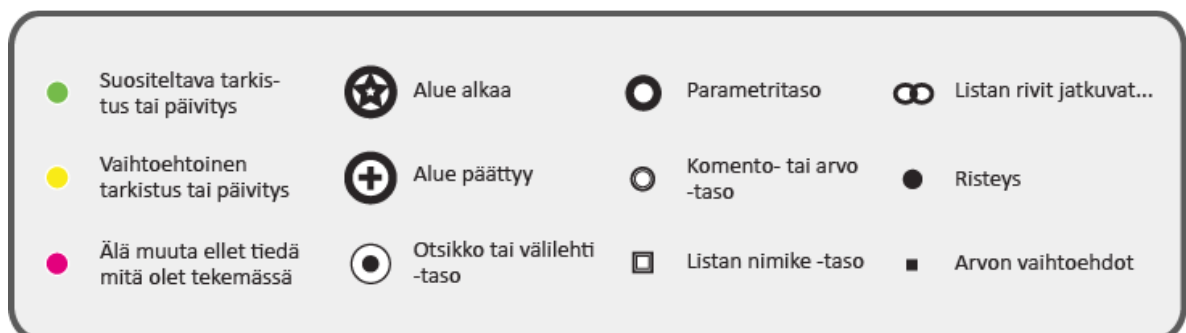 Suositeltava tarkis-
tus tai päivitys
Vaihtoehtoinen
tarkistus tai päivitys
Älä muuta ellet tiedä
mitä olet tekemässä
Alue alkaa
Alue päättyy
Otsikko tai välilehti
-taso
Parametritaso
Komento- tai arvo
-taso
Listan nimike -taso
Listan rivit jatkuvat...
Risteys
Arvon vaihtoehdot